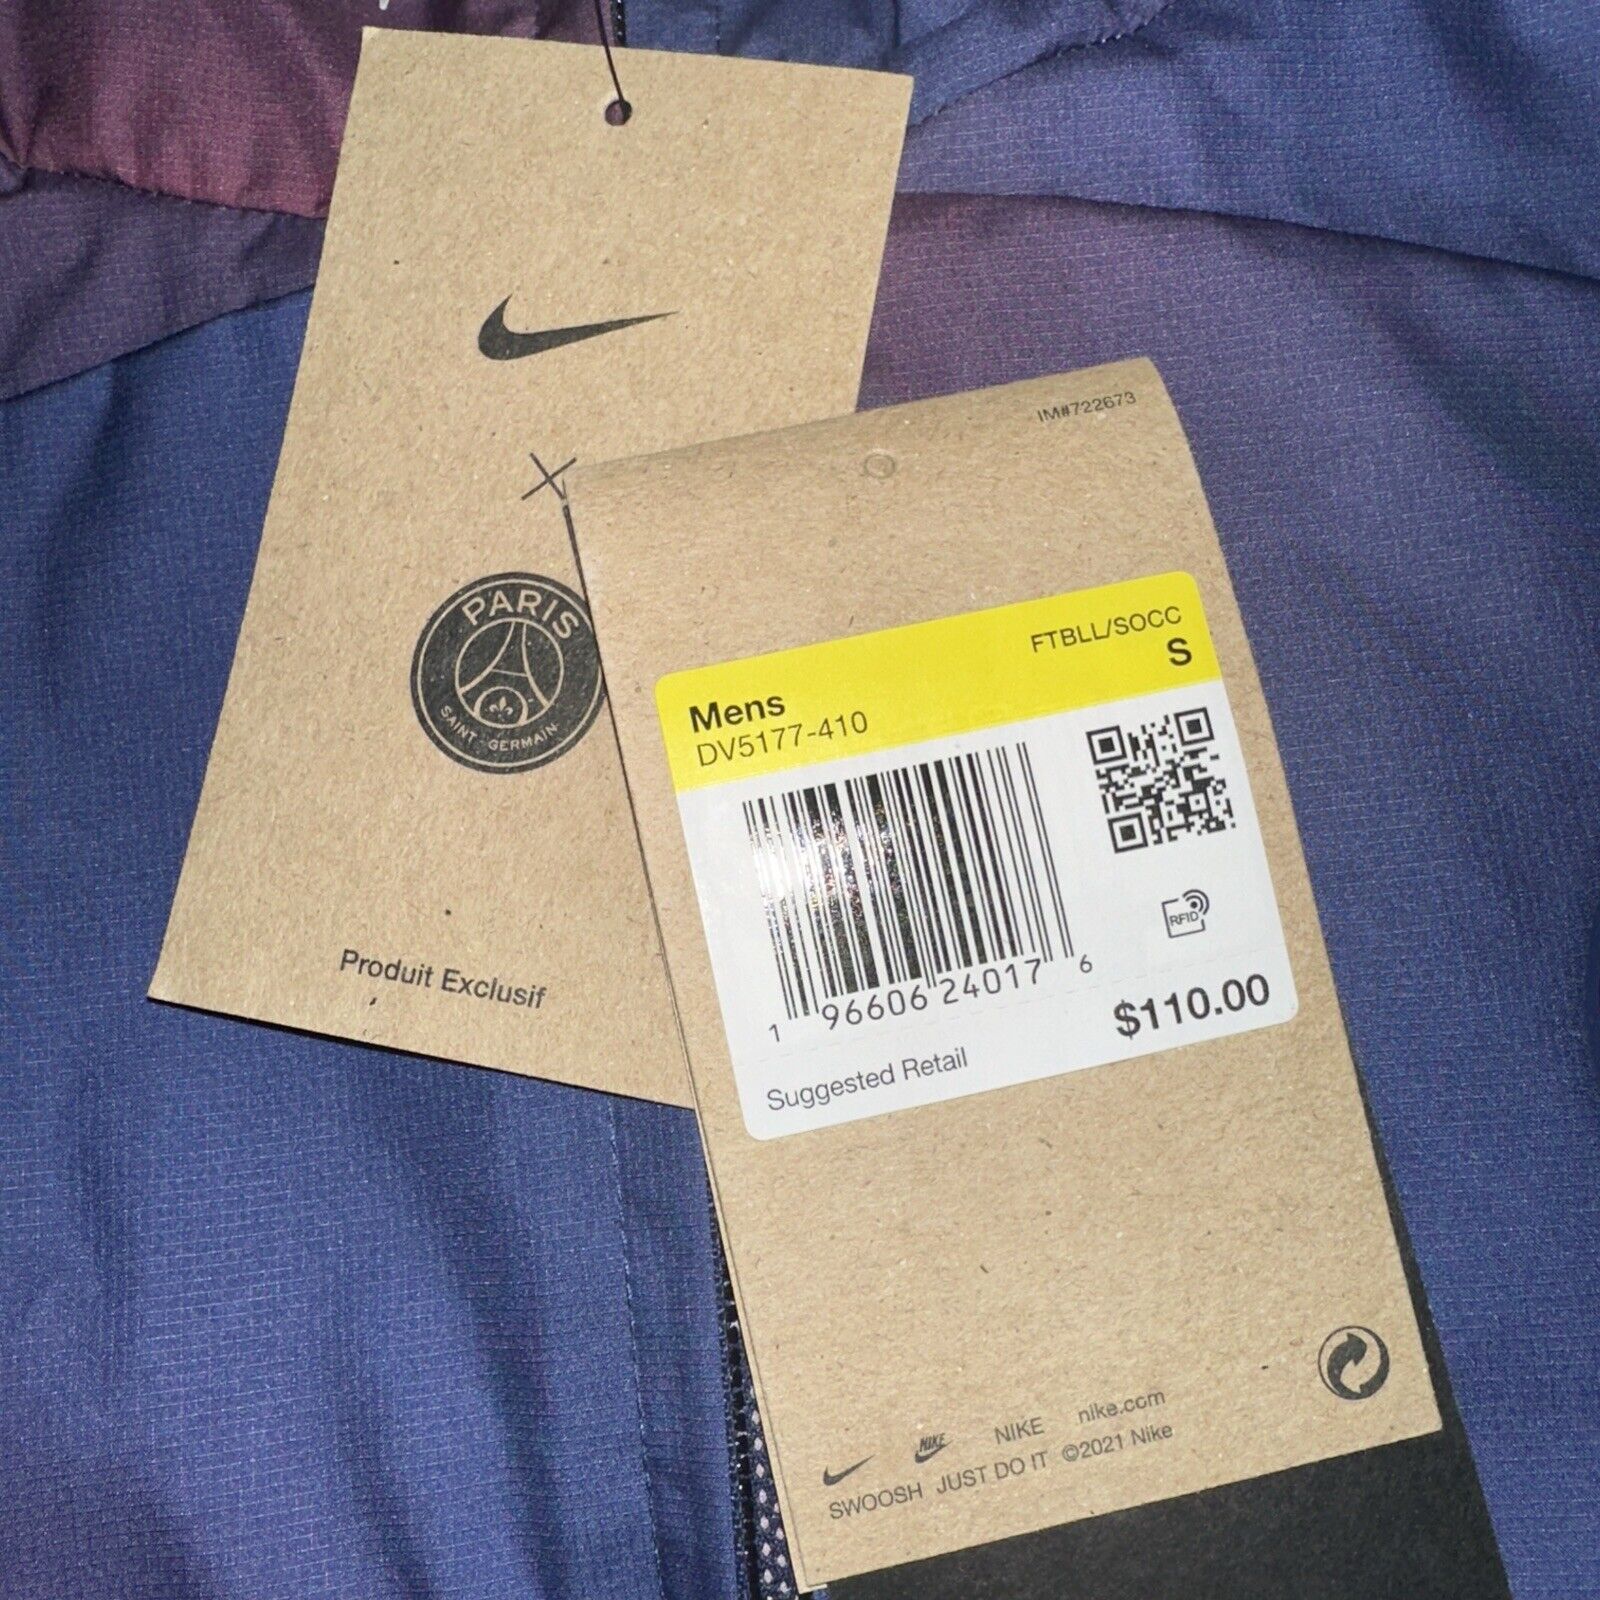 PARIS
SAINT-GERMAIN
Produit Exclusif
IM#722673
FTBLL/SOCC
S
Mens
DV5177-410
RFID
1 96606 24017 6
$110.00
Suggested Retail
NIKE NIKE nike.com
SWOOSH JUST DO IT ©2021 Nike